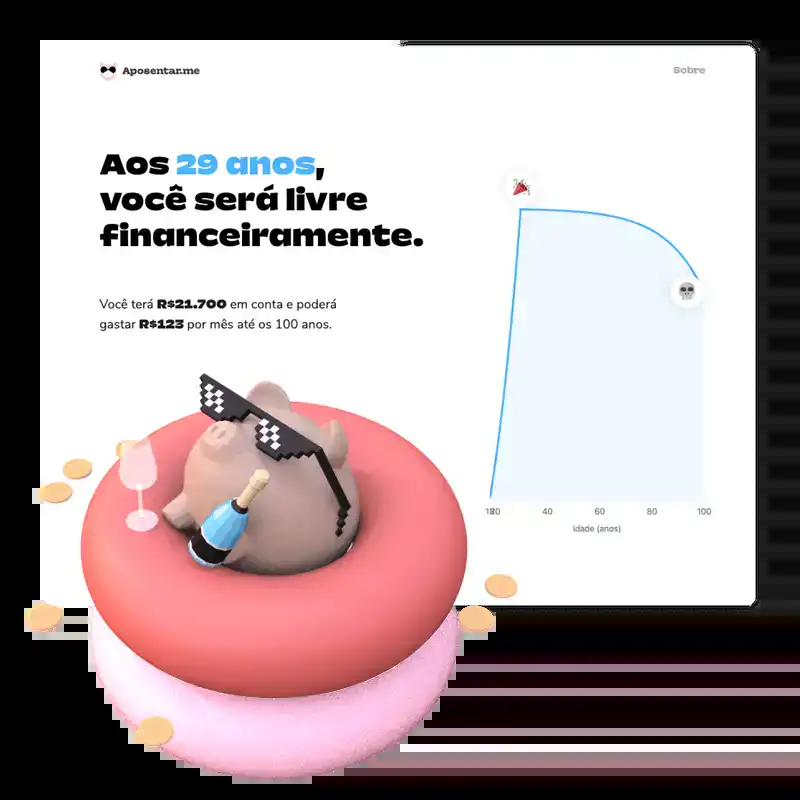 Aposentar.me
Sobre
Aos 29 anos,
você será livre
financeiramente.
Você terá R$21.700 em conta e poderá
gastar R$123 por mês até os 100 anos.
18 20 40 60 80 100
idade (anos)